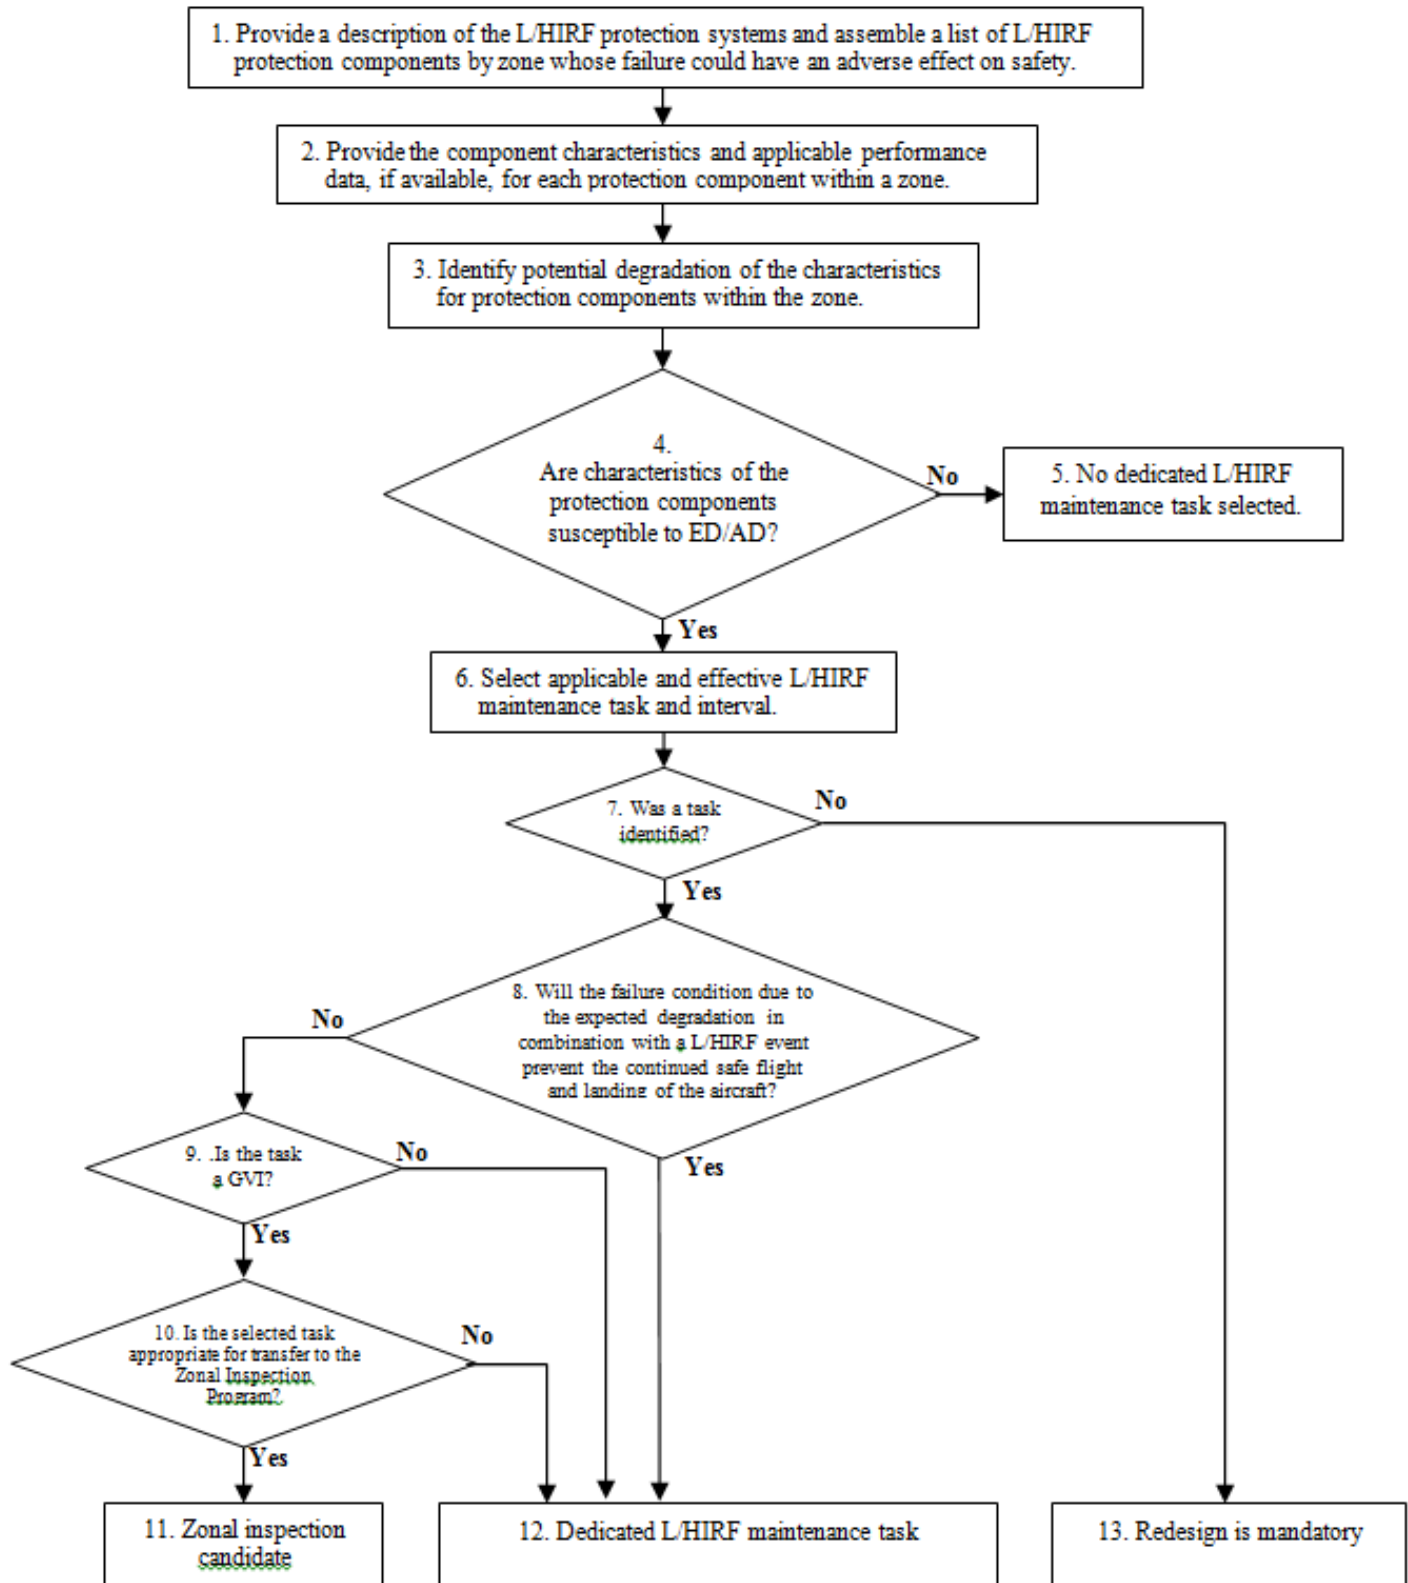 1. Provide a description of the L/HIRF protection systems and assemble a list of L/HIRF
protection components by zone whose failure could have an adverse effect on safety.
2. Provide the component characteristics and applicable performance
data, if available, for each protection component within a zone.
3. Identify potential degradation of the characteristics
for protection components within the zone.
4.
Are characteristics of the
protection components
susceptible to ED/AD?
No
5. No dedicated L/HIRF
maintenance task selected.
Yes
6. Select applicable and effective L/HIRF
maintenance task and interval.
7. Was a task
identified?
No
Yes
8. Will the failure condition due to
the expected degradation in
combination with a L/HIRF event
prevent the continued safe flight
and landing of the aircraft?
No
Yes
9. .Is the task
a GVI?
No
Yes
10. Is the selected task
appropriate for transfer to the
Zonal Inspection
Program?
No
Yes
11. Zonal inspection
candidate
12. Dedicated L/HIRF maintenance task
13. Redesign is mandatory